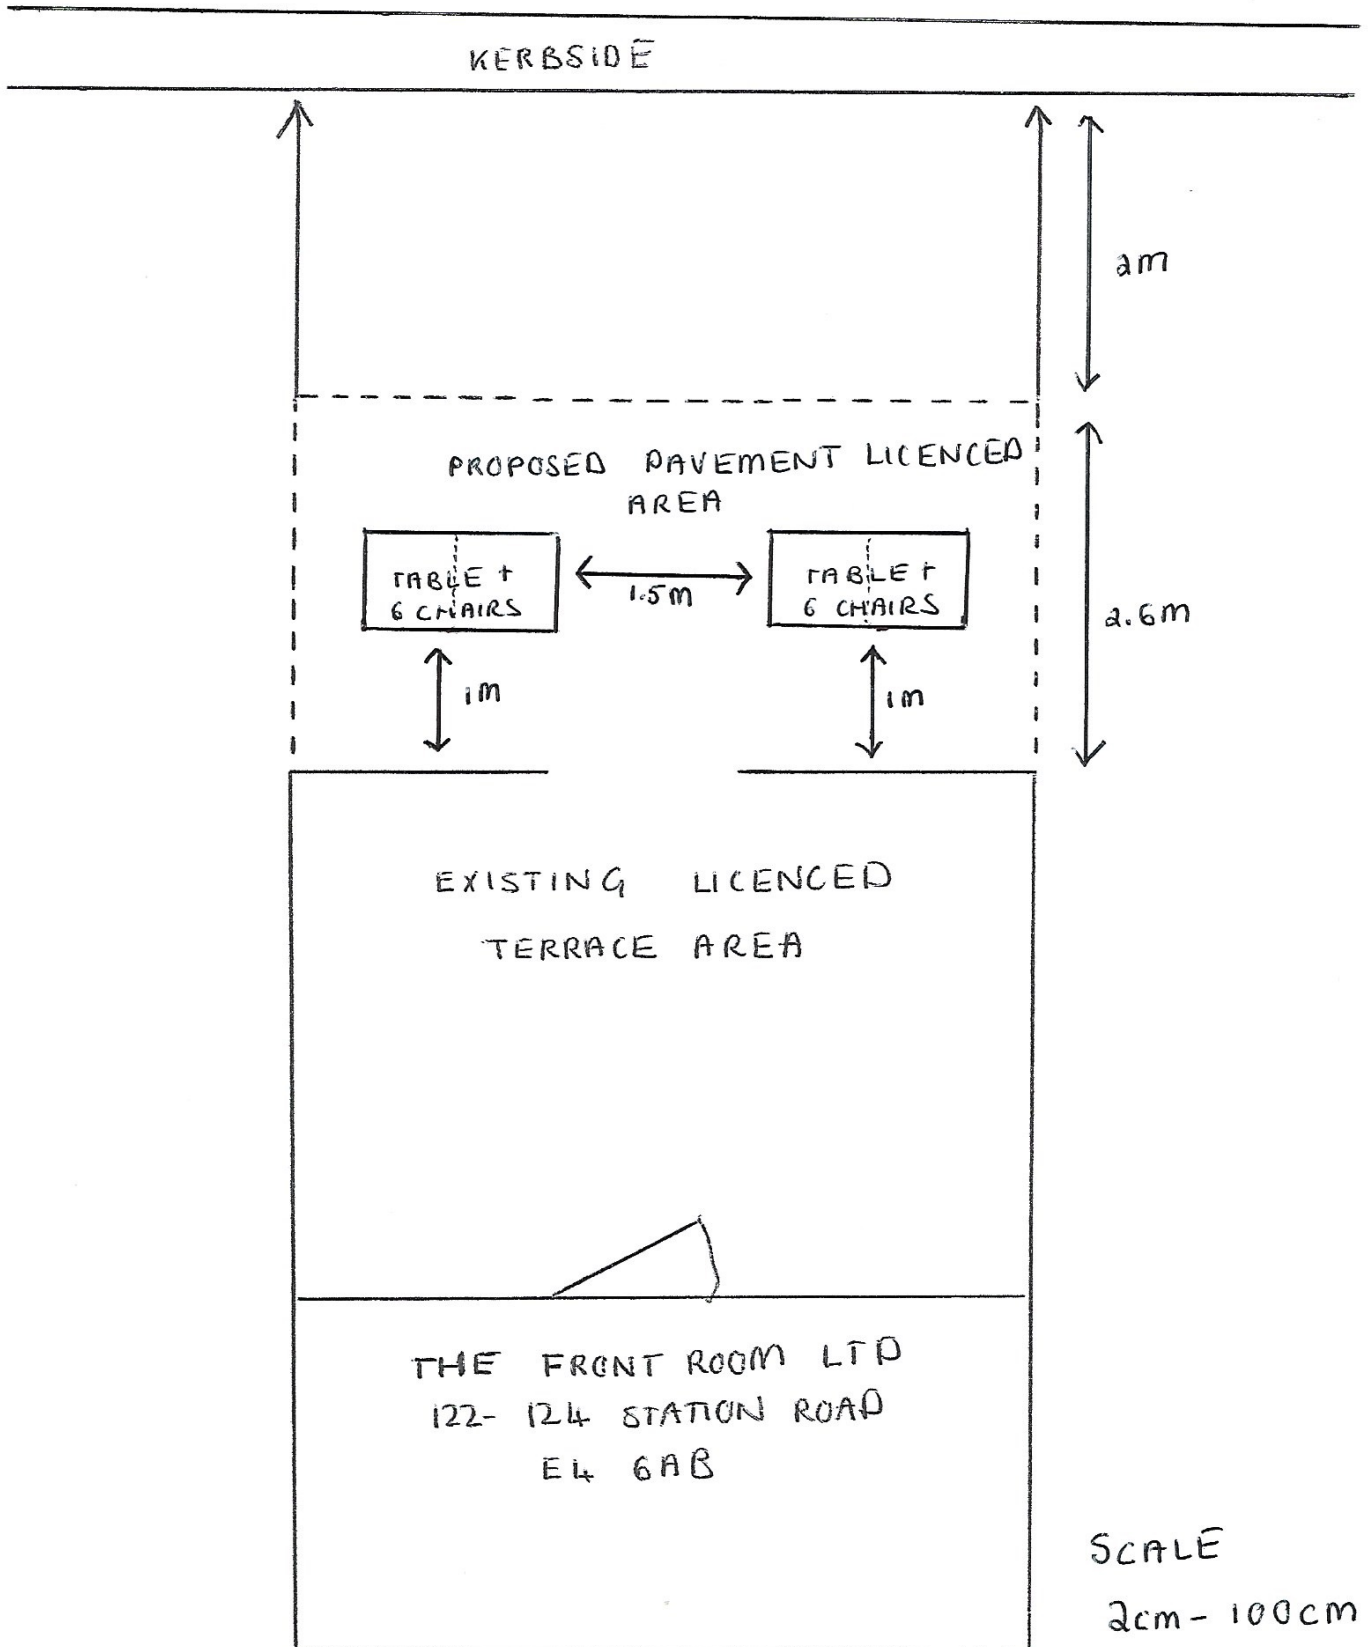 KERBSIDE
2m
PROPOSED PAVEMENT LICENCED
AREA
TABLE +
6 CHAIRS
1.5m
TABLE +
6 CHAIRS
2.6m
1m
1m
EXISTING LICENCED
TERRACE AREA
THE FRONT ROOM LTD
122-124 STATION ROAD
E4 6AB
SCALE
2cm - 100cm